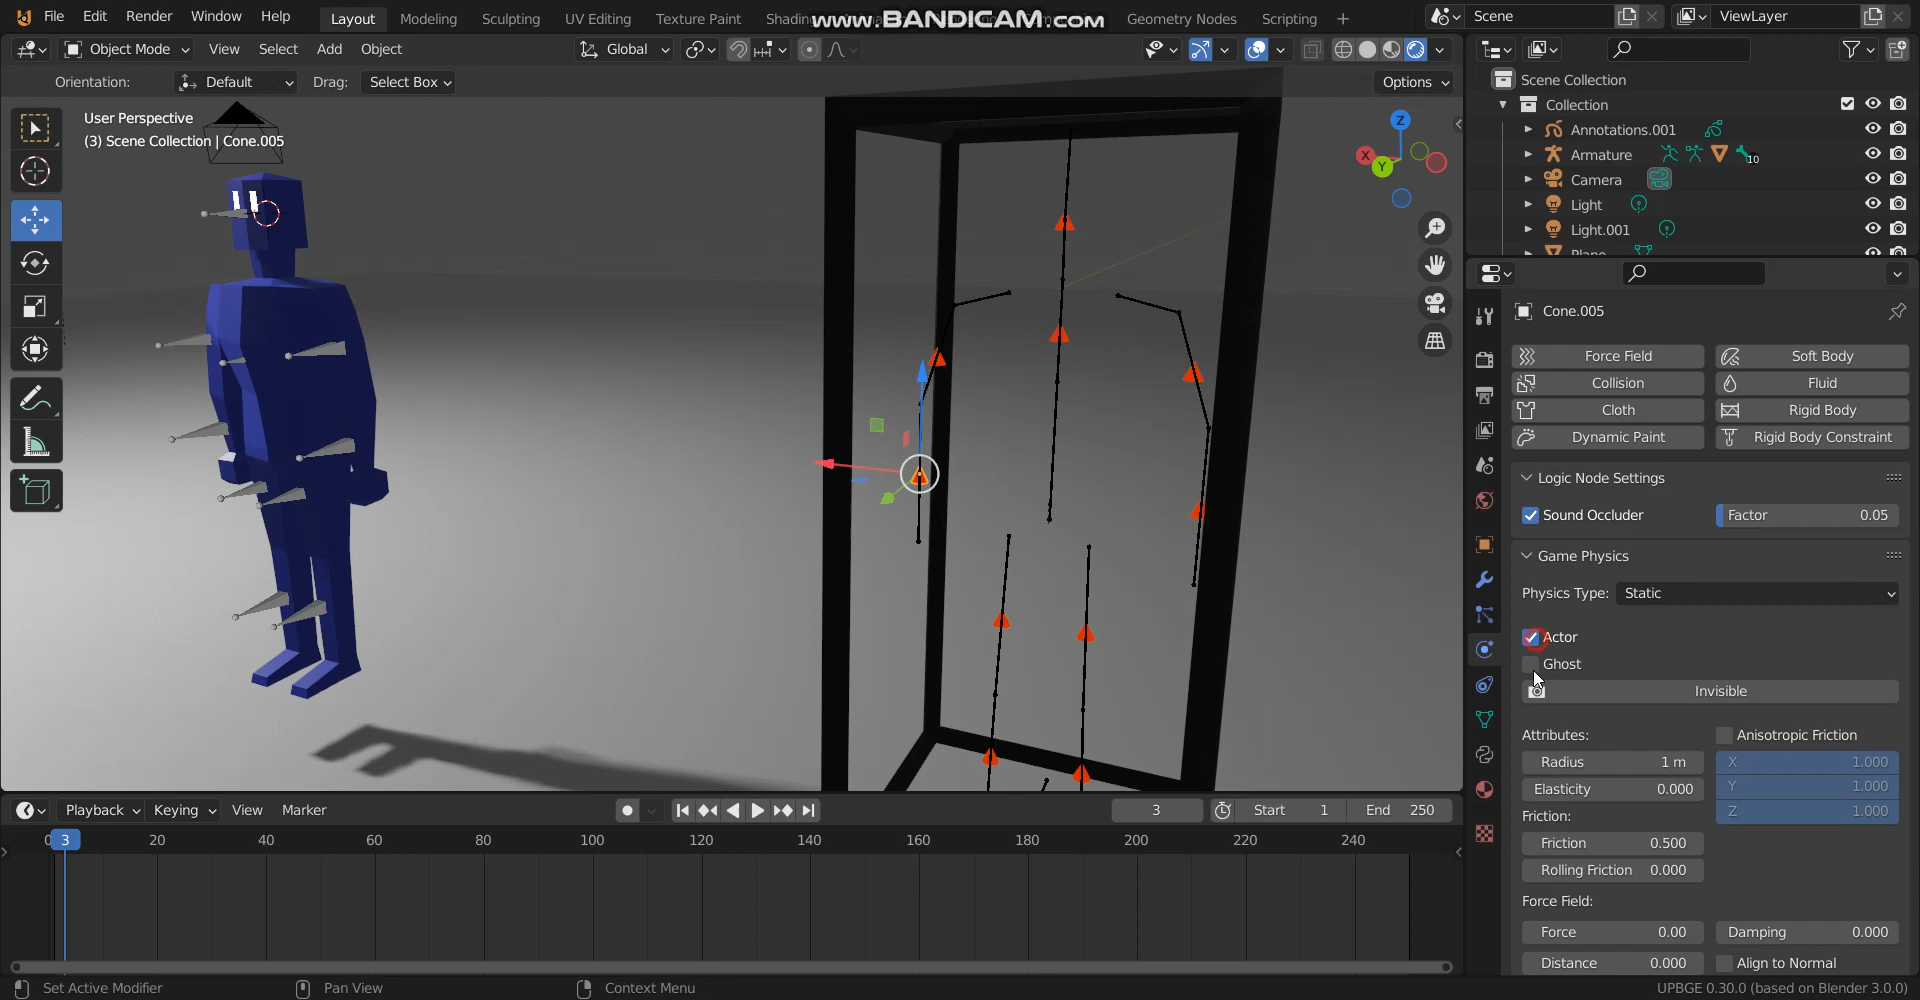 File Edit Render Window Help Layout Modeling Sculpting UV Editing Texture Paint Shading www.BANDICAM.com Geometry Nodes Scripting Scene ViewLayer
Object Mode View Select Add Object Global
Orientation: Default Drag: Select Box Options
User Perspective
(3) Scene Collection | Cone.005
Z
X
Y
Scene Collection
Collection
Annotations.001
Armature 10
Camera
Light
Light.001
Plane
Cone.005
Force Field Soft Body
Collision Fluid
Cloth Rigid Body
Dynamic Paint Rigid Body Constraint
Logic Node Settings
Sound Occluder Factor 0.05
Game Physics
Physics Type: Static
Actor
Ghost
Invisible
Attributes: Anisotropic Friction
Radius 1 m X 1.000
Elasticity 0.000 Y 1.000
Friction: Z 1.000
Friction 0.500
Rolling Friction 0.000
Force Field:
Force 0.00 Damping 0.000
Distance 0.000 Align to Normal
Playback Keying View Marker 3 Start 1 End 250
0 3 20 40 60 80 100 120 140 160 180 200 220 240
Set Active Modifier Pan View Context Menu UPBGE 0.30.0 (based on Blender 3.0.0)